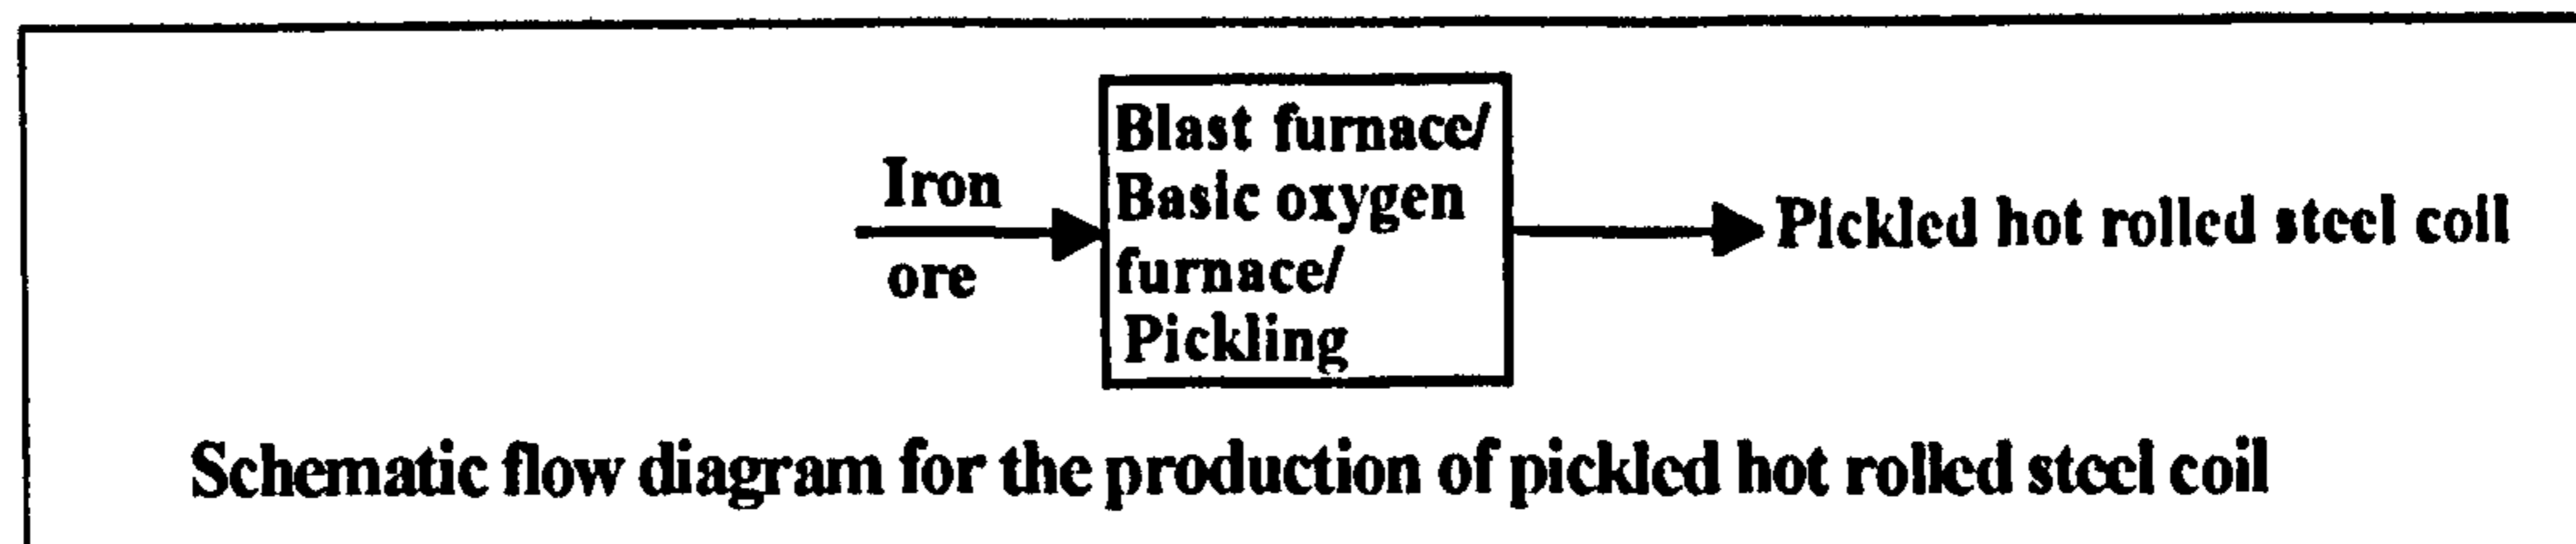 Iron
ore
Blast furnace/
Basic oxygen
furnace/
Pickling
Pickled hot rolled steel coil
Schematic flow diagram for the production of pickled hot rolled steel coil